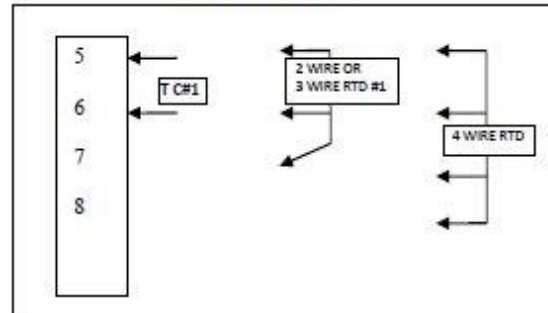 5
T C#1
6
7
8
2 WIRE OR
3 WIRE RTD #1
4 WIRE RTD